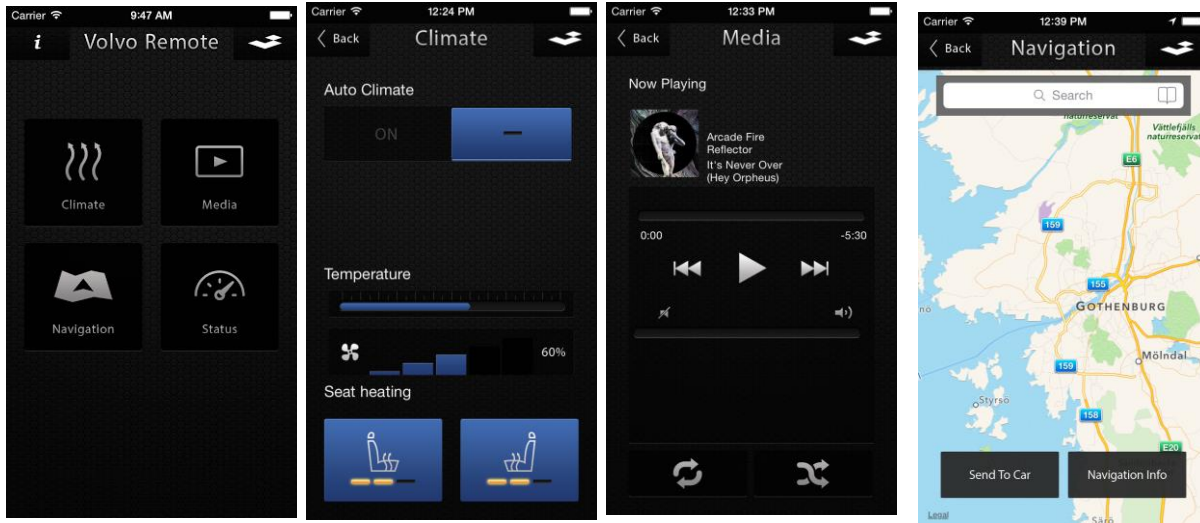 Carrier 9:47 AM
i Volvo Remote
Climate Media
Navigation Status
Carrier 12:24 PM
Back Climate
Auto Climate
ON
Temperature
60%
Seat heating
Carrier 12:33 PM
Back Media
Now Playing
Arcade Fire
Reflector
It's Never Over
(Hey Orpheus)
0:00 -5:30
Carrier 12:39 PM
Back Navigation
Search
naturreservat
Vättlefjälls
naturreservat
E6
159
155
GOTHENBURG
Mölndal
159
Styrsö
158
E20
Send To Car Navigation Info
Legal
Särö